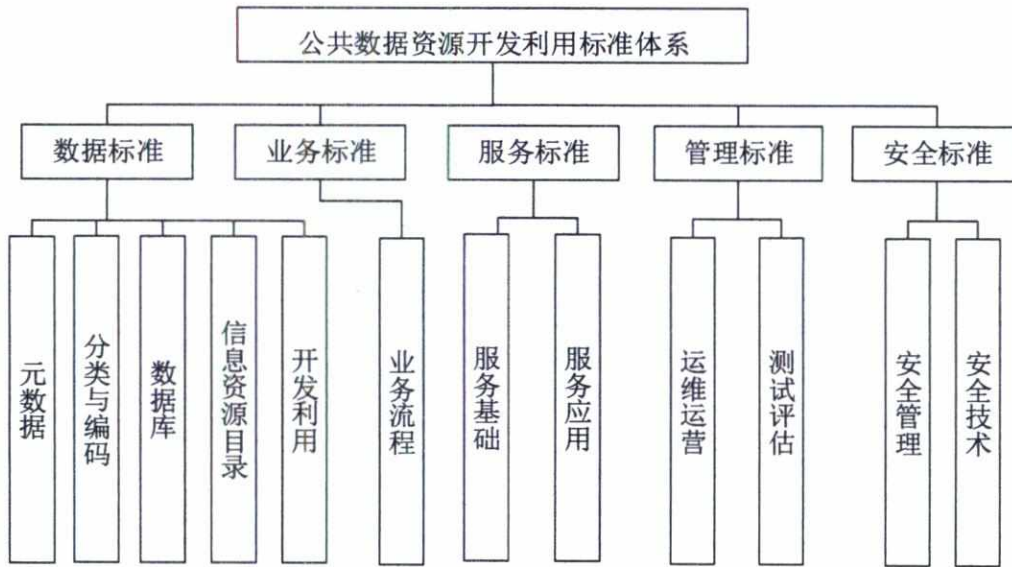 公共数据资源开发利用标准体系
数据标准
业务标准
服务标准
管理标准
安全标准
元数据
分类与编码
数据库
信息资源目录
开发利用
业务流程
服务基础
服务应用
运维运营
测试评估
安全管理
安全技术